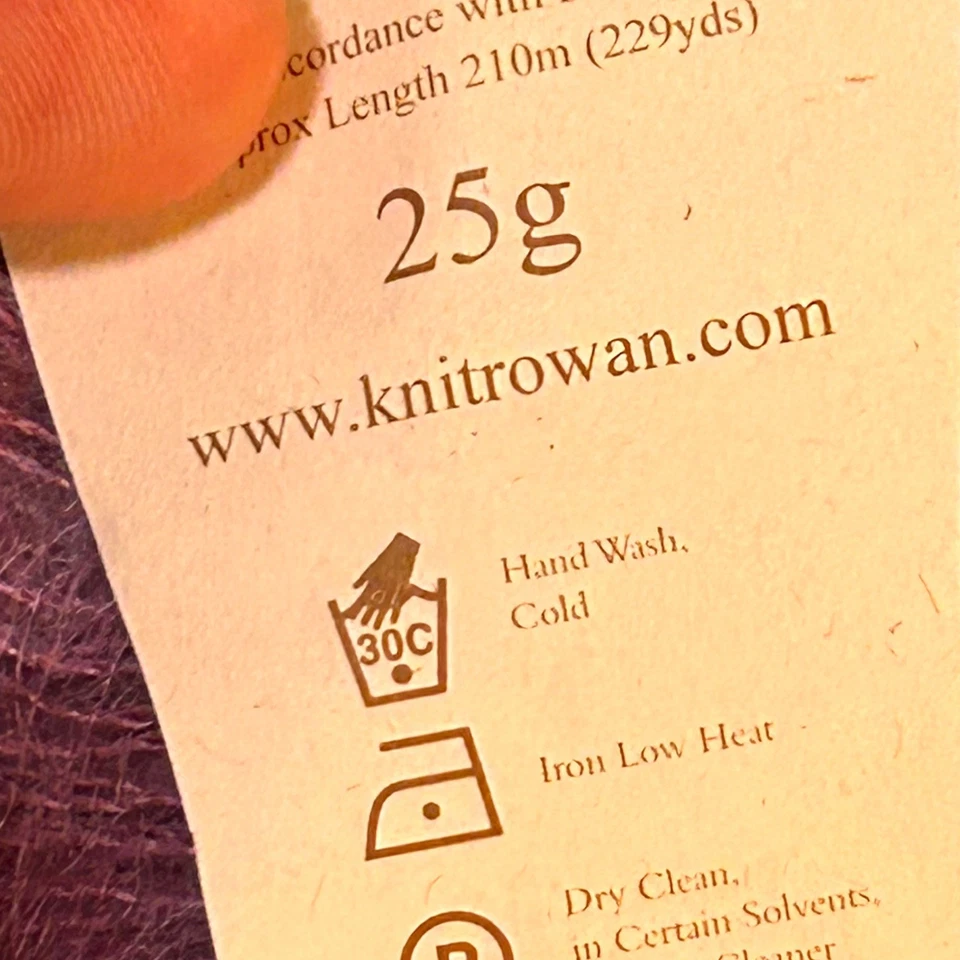 cordance with
prox Length 210m (229yds)
25g
www.knitrowan.com
30C
Hand Wash,
Cold
Iron Low Heat
P
Dry Clean,
in Certain Solvents,
Cleaner